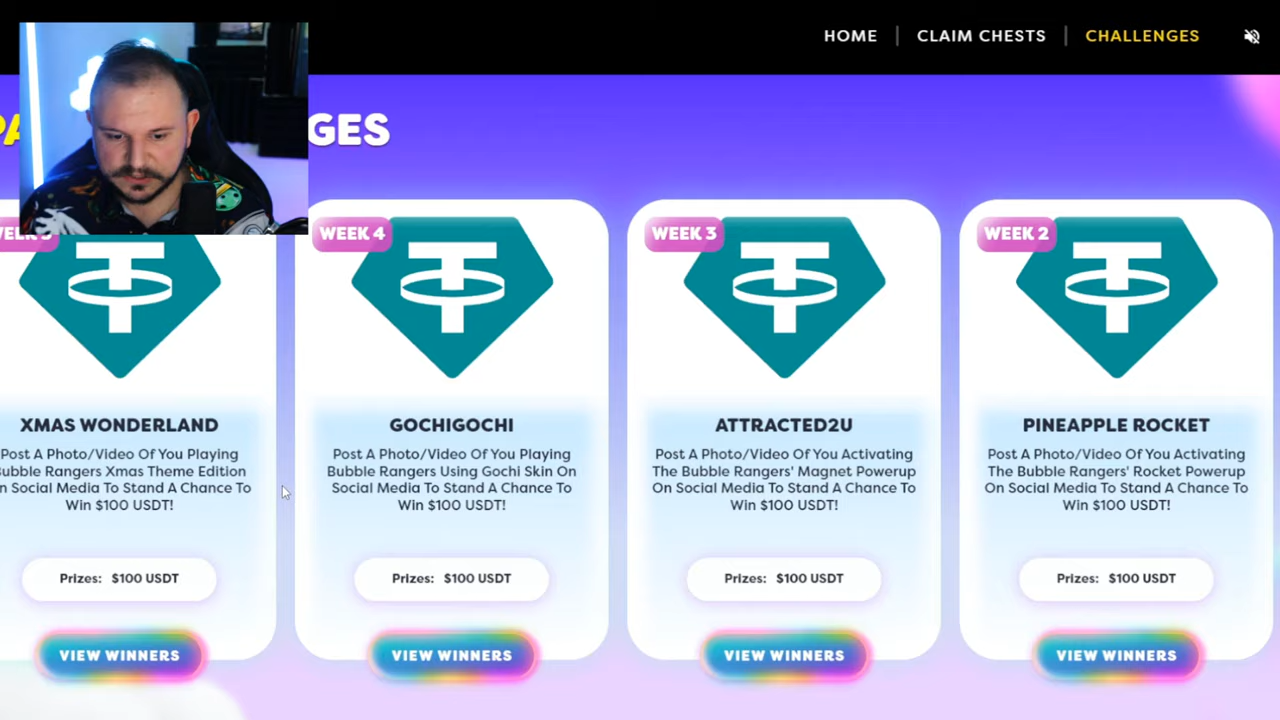 HOME
CLAIM CHESTS
CHALLENGES
GES
WEEK 4
WEEK 3
WEEK 2
XMAS WONDERLAND
Post A Photo/Video Of You Playing
ubble Rangers Xmas Theme Edition
n Social Media To Stand A Chance To
Win $100 USDT!
Prizes: $100 USDT
VIEW WINNERS
GOCHIGOCHI
Post A Photo/Video Of You Playing
Bubble Rangers Using Gochi Skin On
Social Media To Stand A Chance To
Win $100 USDT!
Prizes: $100 USDT
VIEW WINNERS
ATTRACTED2U
Post A Photo/Video Of You Activating
The Bubble Rangers' Magnet Powerup
On Social Media To Stand A Chance To
Win $100 USDT!
Prizes: $100 USDT
VIEW WINNERS
PINEAPPLE ROCKET
Post A Photo/Video Of You Activating
The Bubble Rangers' Rocket Powerup
On Social Media To Stand A Chance To
Win $100 USDT!
Prizes: $100 USDT
VIEW WINNERS